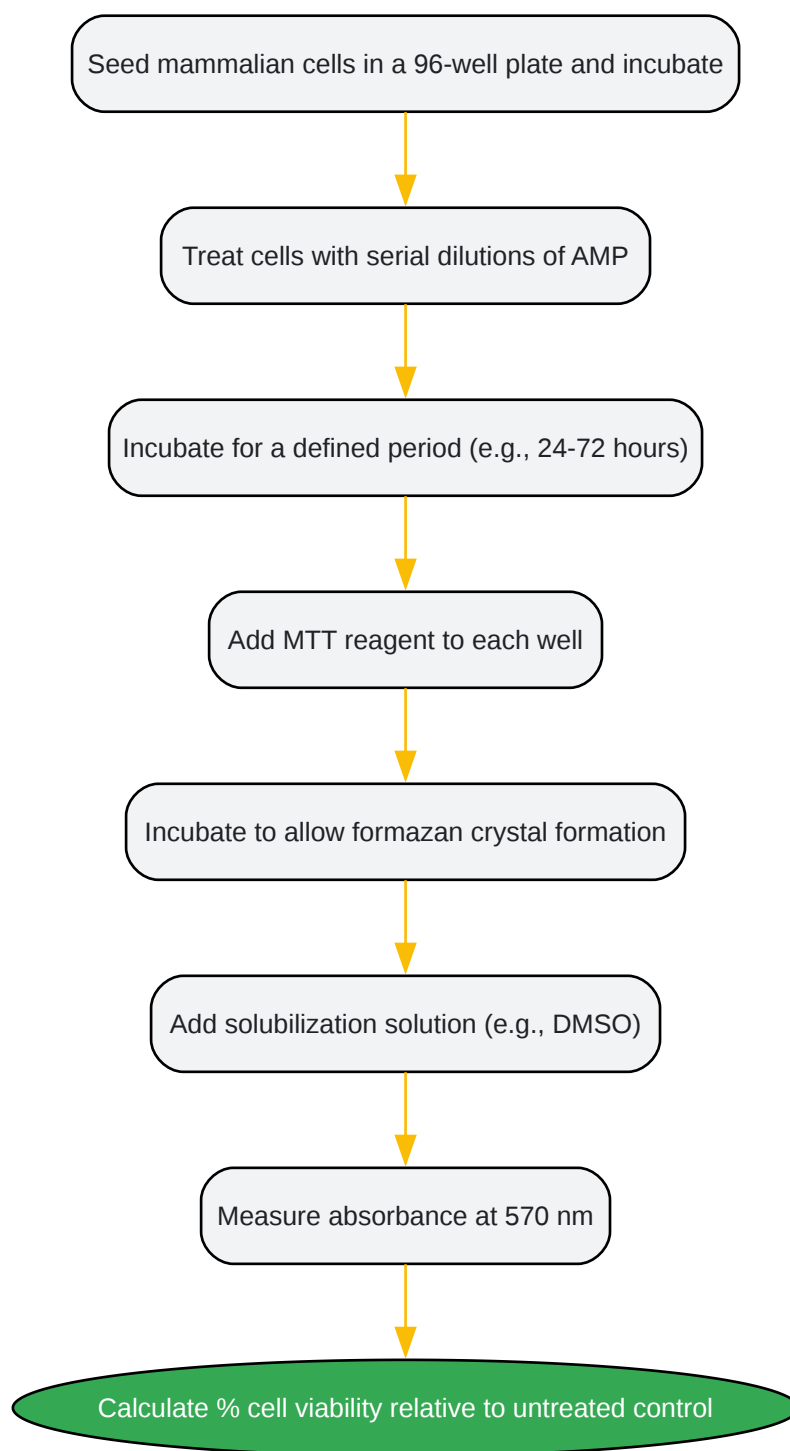 Seed mammalian cells in a 96-well plate and incubate
Treat cells with serial dilutions of AMP
Incubate for a defined period (e.g., 24-72 hours)
Add MTT reagent to each well
Incubate to allow formazan crystal formation
Add solubilization solution (e.g., DMSO)
Measure absorbance at 570 nm
Calculate % cell viability relative to untreated control